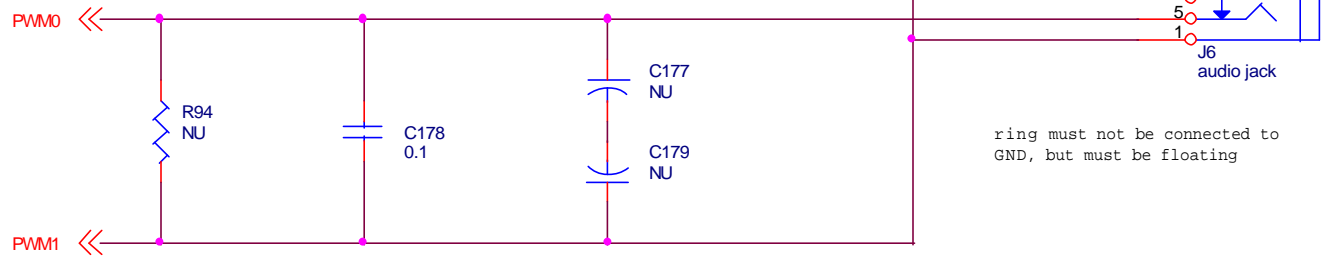 PWM0
5
1
J6
audio jack
C177
NU
R94
NU
C178
0.1
C179
NU
ring must not be connected to
GND, but must be floating
PWM1